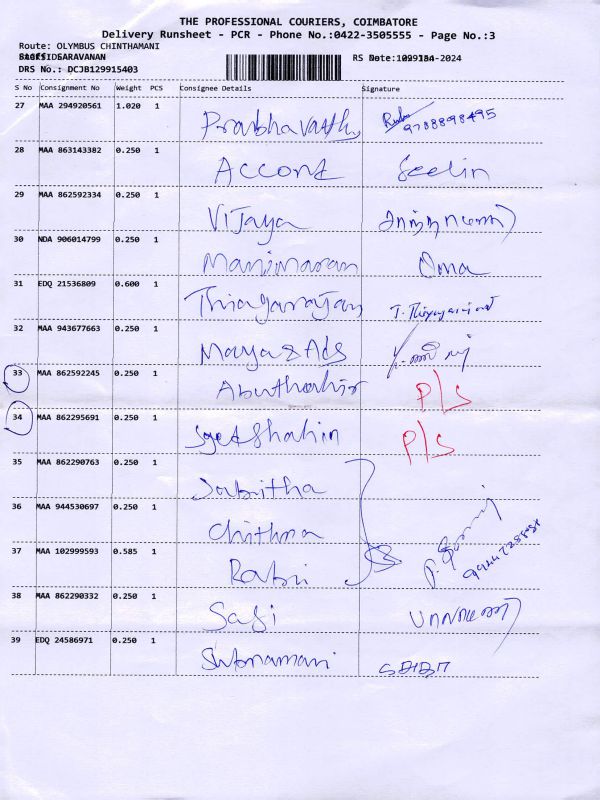 THE PROFESSIONAL COURIERS, COIMBATORE
Delivery Runsheet - PCR - Phone No.:0422-3505555 - Page No.:3
Route: OLYMBUS CHINTHAMANI
SARAVANAN
RS Date: -2024
DRS No.: DCJB129915403
S No Consignment No Weight PCS Consignee Details Signature
27 MAA 294920561 1.020 1 Prabhavathy 9788898495
28 MAA 863143382 0.250 1 Accord Seelin
29 MAA 862592334 0.250 1 Vijaya
30 NDA 906014799 0.250 1 Manimaran Oma
31 EDQ 21536809 0.600 1 Thiagarajan
32 MAA 943677663 0.250 1 Maya & Ads
33 MAA 862592245 0.250 1 Abuthahir P/S
34 MAA 862295691 0.250 1 Syed Shahin P/S
35 MAA 862290763 0.250 1 Sabitha
36 MAA 944530697 0.250 1 Chithra
37 MAA 102999593 0.585 1
38 MAA 862290332 0.250 1
39 EDQ 24586971 0.250 1